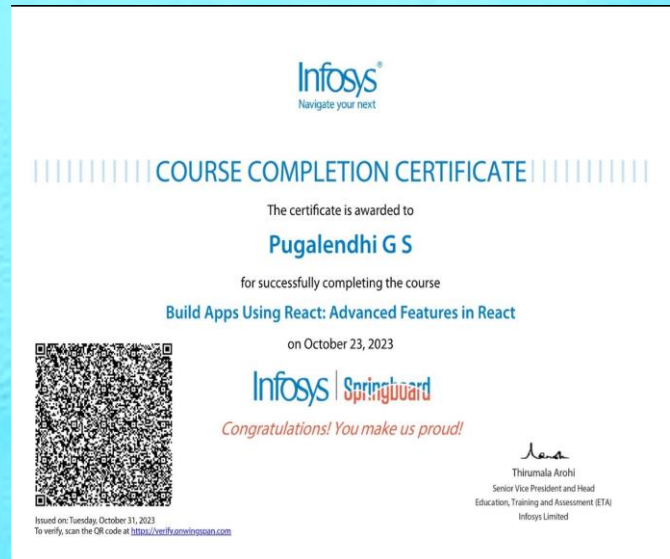 Infosys®
Navigate your next
COURSE COMPLETION CERTIFICATE
The certificate is awarded to
Pugalendhi G S
for successfully completing the course
Build Apps Using React: Advanced Features in React
on October 23, 2023
Infosys | Springboard
Congratulations! You make us proud!
Thirumala Arohi
Senior Vice President and Head
Education, Training and Assessment (ETA)
Infosys Limited
Issued on: Tuesday, October 31, 2023
To verify, scan the QR code at https://verify.onwingspan.com